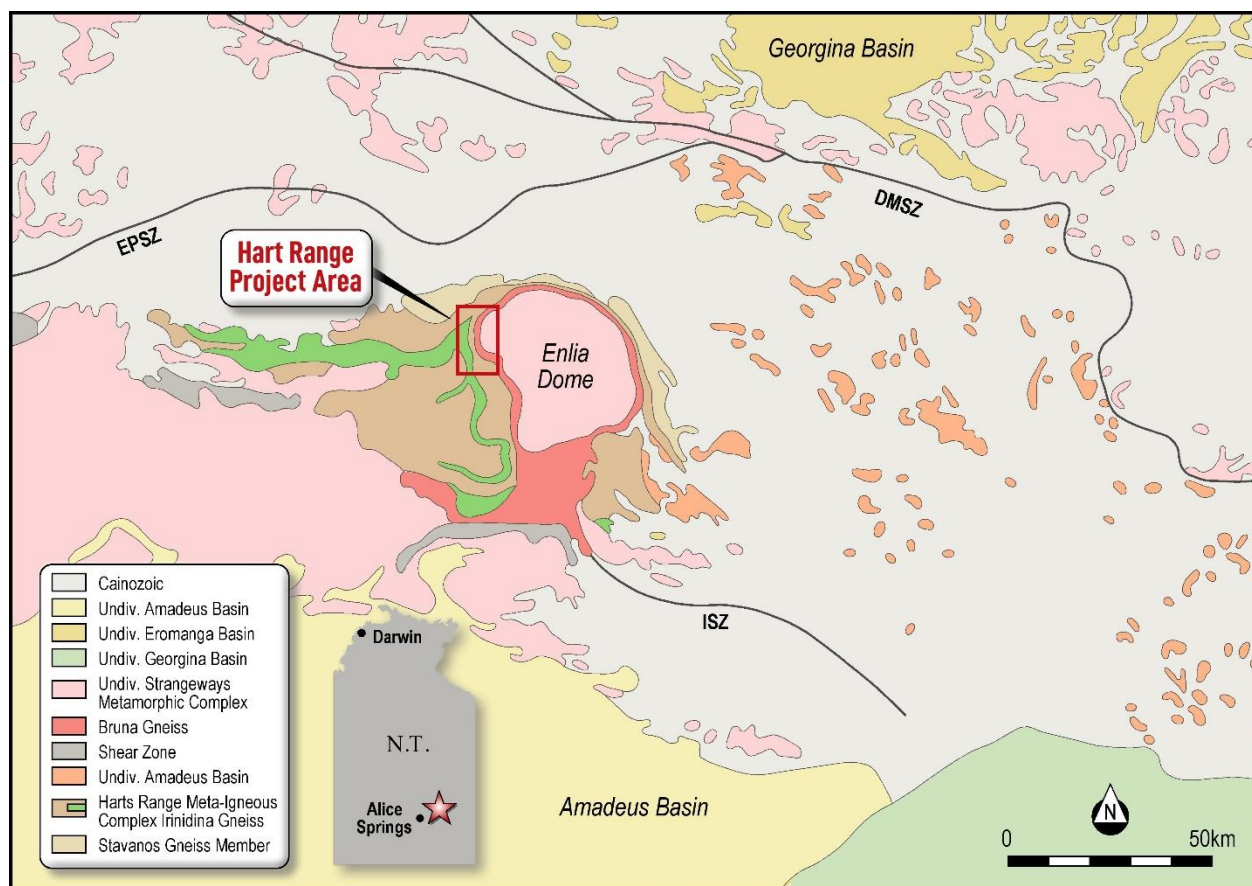 Georgina Basin
DMSZ
EPSZ
Hart Range
Project Area
Enlia
Dome
ISZ
Cainozoic
Undiv. Amadeus Basin
Undiv. Eromanga Basin
Undiv. Georgina Basin
Undiv. Strangeways
Metamorphic Complex
Bruna Gneiss
Shear Zone
Undiv. Amadeus Basin
Harts Range Meta-Igneous
Complex Irinidina Gneiss
Stavanos Gneiss Member
Darwin
N.T.
Alice
Springs
Amadeus Basin
N
0 50km